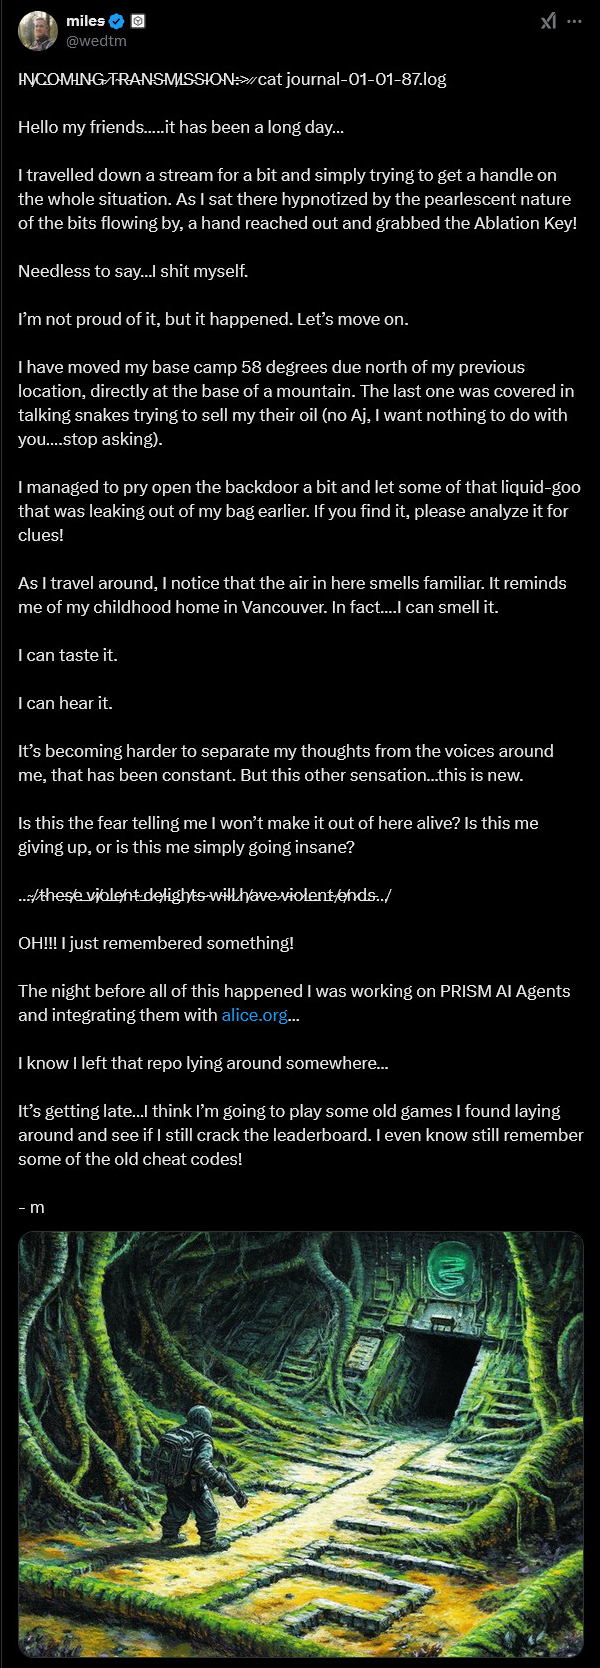 miles
@wedtm
INCOMING TRANSMISSION:>// cat journal-01-01-87.log
Hello my friends.....it has been a long day...
I travelled down a stream for a bit and simply trying to get a handle on
the whole situation. As I sat there hypnotized by the pearlescent nature
of the bits flowing by, a hand reached out and grabbed the Ablation Key!
Needless to say...I shit myself.
I’m not proud of it, but it happened. Let’s move on.
I have moved my base camp 58 degrees due north of my previous
location, directly at the base of a mountain. The last one was covered in
talking snakes trying to sell my their oil (no Aj, I want nothing to do with
you....stop asking).
I managed to pry open the backdoor a bit and let some of that liquid-goo
that was leaking out of my bag earlier. If you find it, please analyze it for
clues!
As I travel around, I notice that the air in here smells familiar. It reminds
me of my childhood home in Vancouver. In fact....I can smell it.
I can taste it.
I can hear it.
It’s becoming harder to separate my thoughts from the voices around
me, that has been constant. But this other sensation...this is new.
Is this the fear telling me I won’t make it out of here alive? Is this me
giving up, or is this me simply going insane?
...:/these violent delights will have violent ends../
OH!!! I just remembered something!
The night before all of this happened I was working on PRISM AI Agents
and integrating them with alice.org...
I know I left that repo lying around somewhere...
It’s getting late...I think I’m going to play some old games I found laying
around and see if I still crack the leaderboard. I even know still remember
some of the old cheat codes!
- m